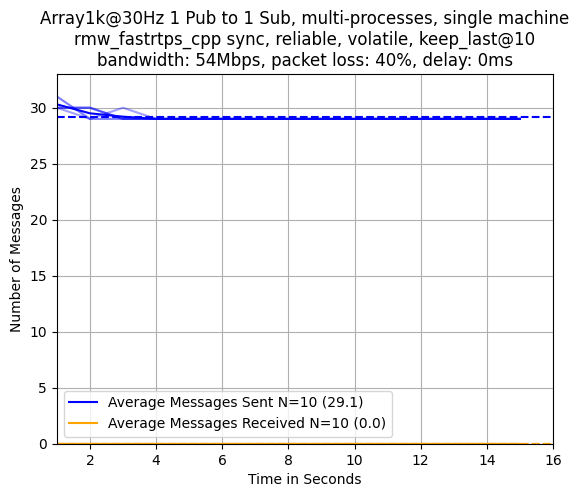 Array1k@30Hz 1 Pub to 1 Sub, multi-processes, single machine
rmw_fastrtps_cpp sync, reliable, volatile, keep_last@10
bandwidth: 54Mbps, packet loss: 40%, delay: 0ms
Number of Messages
30
25
20
15
10
5
0
Average Messages Sent N=10 (29.1)
Average Messages Received N=10 (0.0)
2 4 6 8 10 12 14 16
Time in Seconds